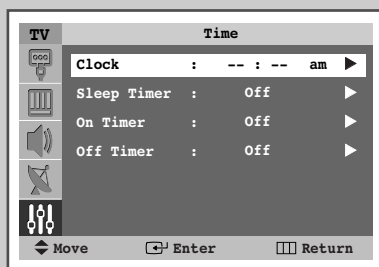 TV Time
Clock : -- : -- am
Sleep Timer : Off
On Timer : Off
Off Timer : Off
Move Enter Return